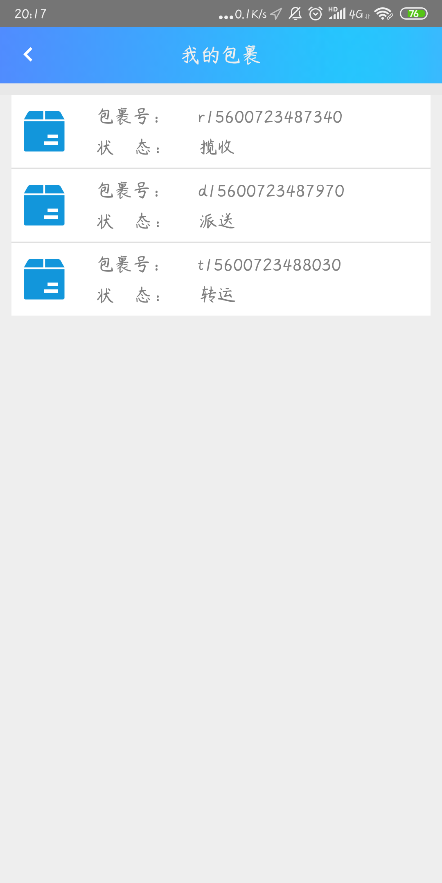 20:17
...0.1K/s
HD
4G
76
我的包裹
包裹号： r15600723487340
状 态： 揽收
包裹号： d15600723487970
状 态： 派送
包裹号： t15600723488030
状 态： 转运